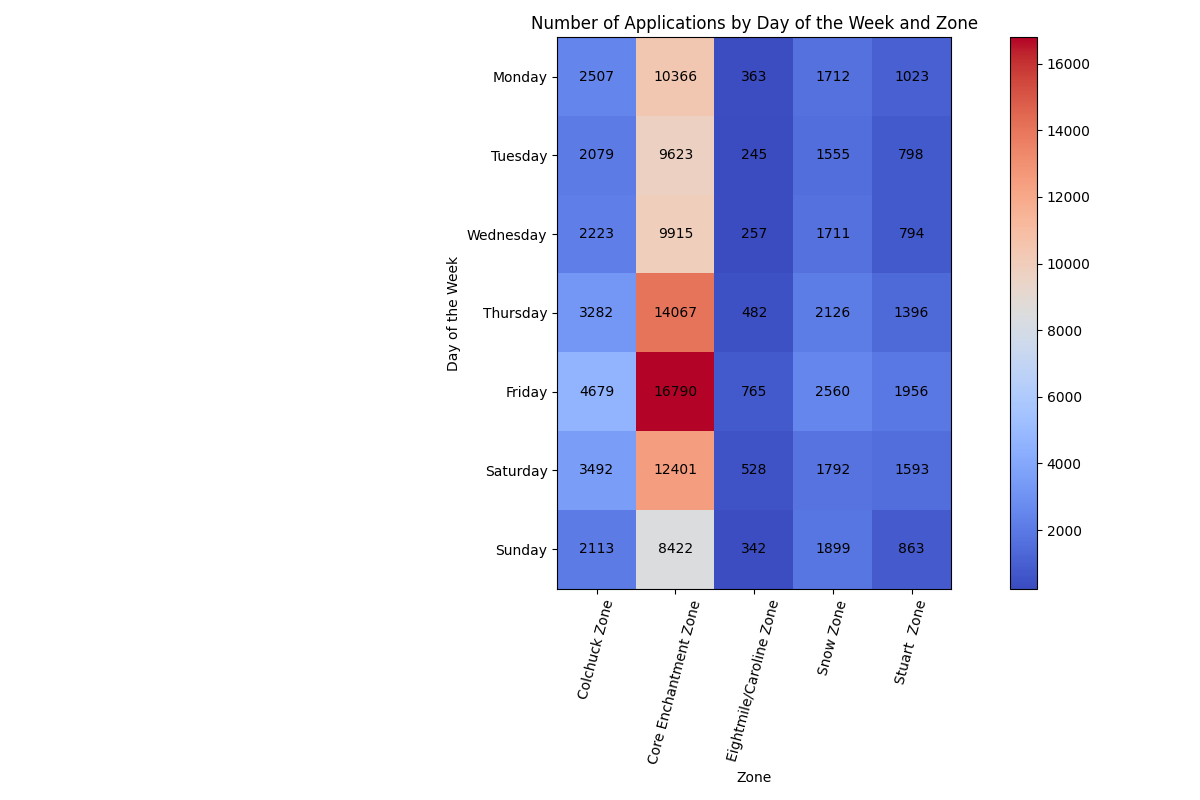 Number of Applications by Day of the Week and Zone
Monday 2507 10366 363 1712 1023
Tuesday 2079 9623 245 1555 798
Wednesday 2223 9915 257 1711 794
Thursday 3282 14067 482 2126 1396
Friday 4679 16790 765 2560 1956
Saturday 3492 12401 528 1792 1593
Sunday 2113 8422 342 1899 863
Day of the Week
Colchuck Zone
Core Enchantment Zone
Eightmile/Caroline Zone
Snow Zone
Stuart  Zone
Zone
16000
14000
12000
10000
8000
6000
4000
2000